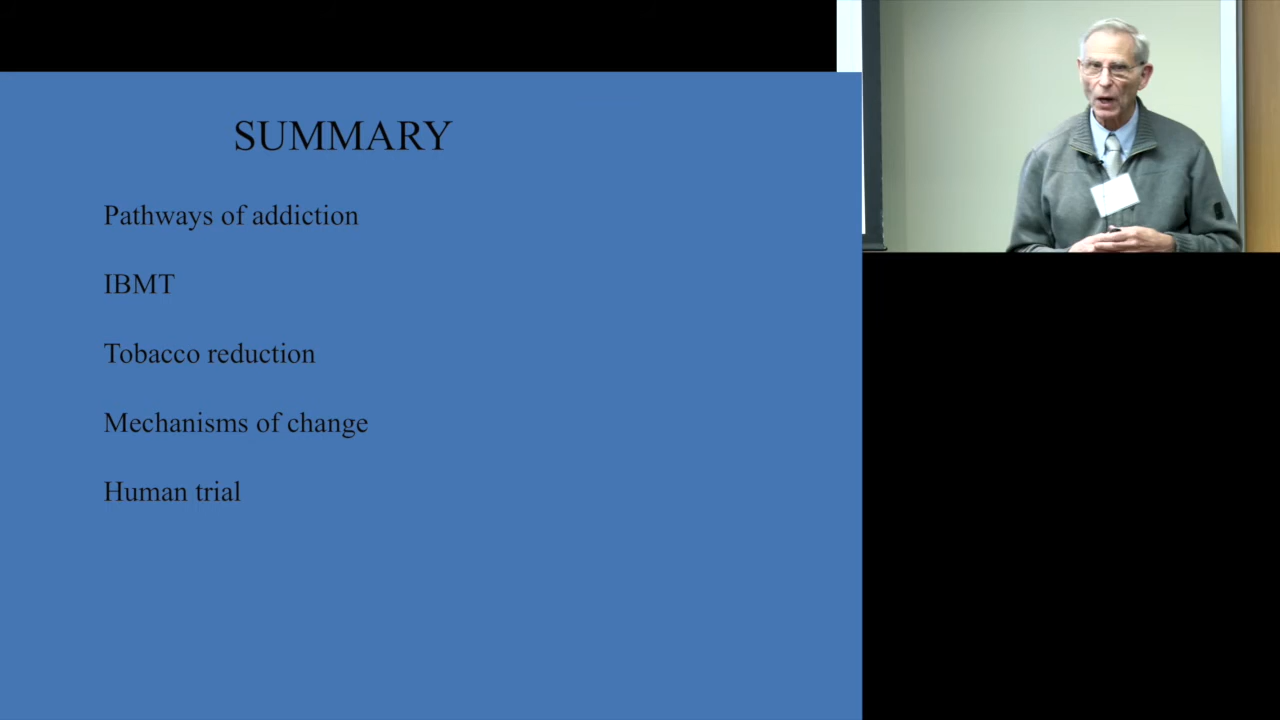 SUMMARY
Pathways of addiction
IBMT
Tobacco reduction
Mechanisms of change
Human trial